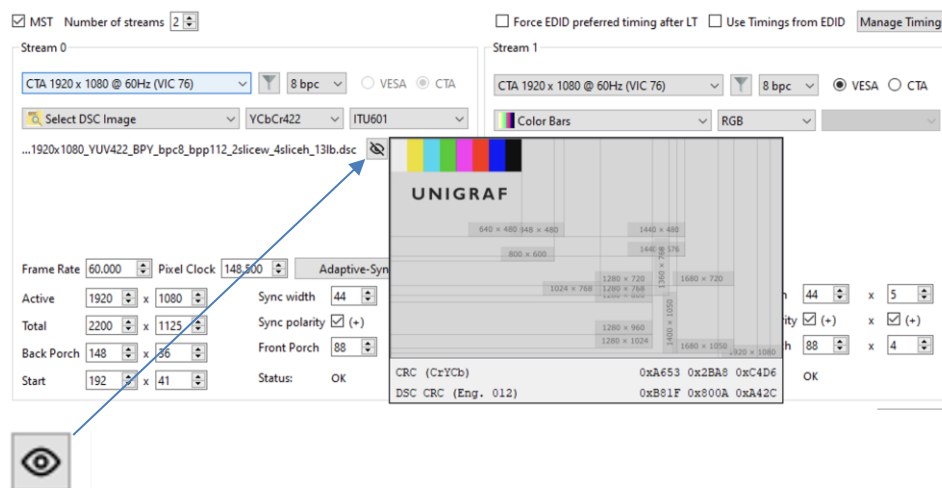 MST Number of streams 2 Force EDID preferred timing after LT Use Timings from EDID Manage Timing
Stream 0 Stream 1
CTA 1920 x 1080 @ 60Hz (VIC 76) 8 bpc VESA CTA CTA 1920 x 1080 @ 60Hz (VIC 76) 8 bpc VESA CTA
Select DSC Image YCbCr422 ITU601 Color Bars RGB
...1920x1080_YUV422_BPY_bpc8_bpp112_2slicew_4sliceh_13lb.dsc
UNIGRAF
640 × 480 848 × 480 1440 × 480
800 × 600 1440 × 576
1360 × 768
1280 × 720 1680 × 720
1024 × 768 1280 × 768
1280 × 960
1280 × 1024
1400 × 1050
1680 × 1050
1920 × 1080
CRC (CrYCb) 0xA653 0x2BA8 0xC4D6
DSC CRC (Eng. 012) 0xB81F 0x800A 0xA42C
Frame Rate 60.000 Pixel Clock 148.500 Adaptive-Syn
Active 1920 x 1080 Sync width 44 44 x 5
Total 2200 x 1125 Sync polarity (+) (+) x (+)
Back Porch 148 x 36 Front Porch 88 88 x 4
Start 192 x 41 Status: OK OK